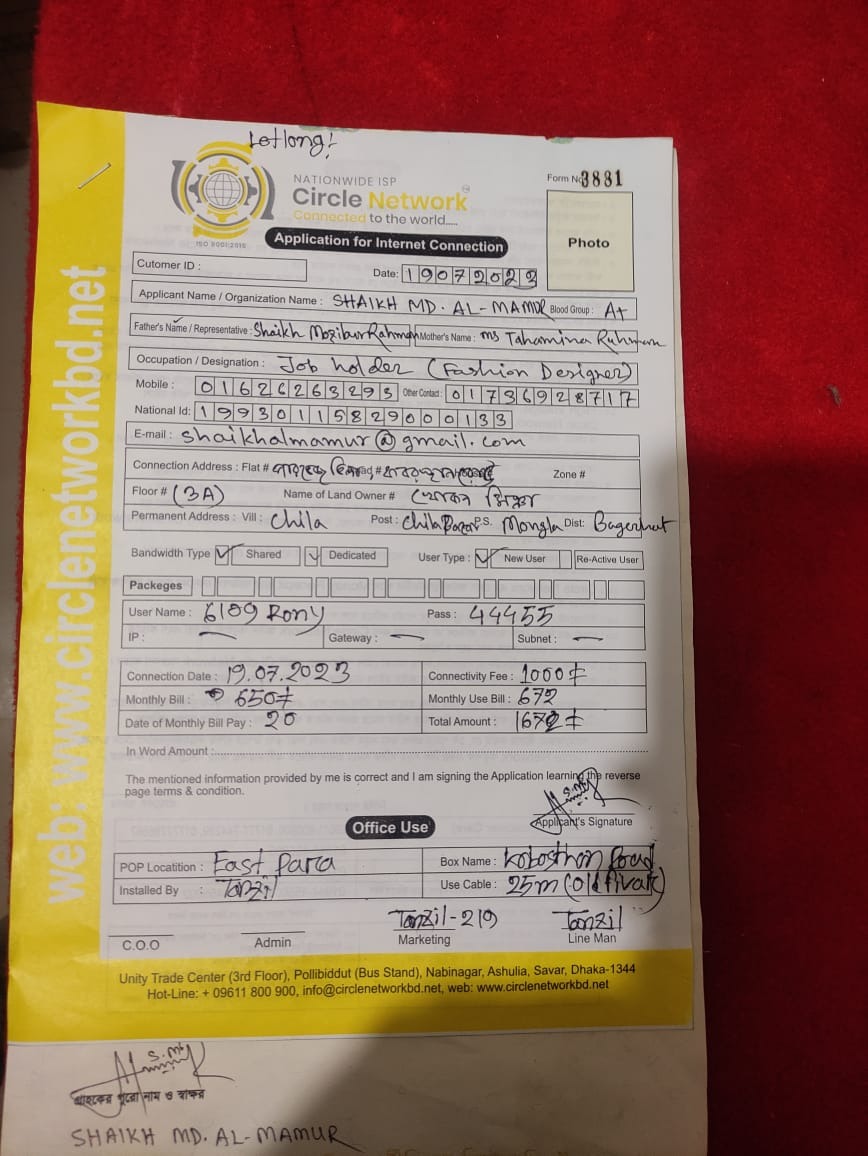 Letlong!
NATIONWIDE ISP
Circle Network
Connected to the world.....
ISO 9001:2015
Form No 3881
Application for Internet Connection
Photo
Cutomer ID :
Date: 19072023
Applicant Name / Organization Name : SHAIKH MD. AL-MAMUR Blood Group : A+
Father's Name / Representative : Shaikh Mozibur Rahman Mother's Name : Ms Tahamina Rahman
Occupation / Designation : Job holder (Fashion Designer)
Mobile : 01626263293 Other Contact : 01736928717
National Id: 19930115829000133
E-mail : shaikhalmamur@gmail.com
Connection Address : Flat # Zone #
Floor # (3A) Name of Land Owner #
Permanent Address : Vill : Chila Post : Chila Bazar P.S. Mongla Dist: Bagerhat
Bandwidth Type Shared Dedicated User Type : New User Re-Active User
Packeges
User Name : 6109 Rony Pass : 44455
IP : — Gateway : — Subnet : —
Connection Date : 19.07.2023 Connectivity Fee : 1000
Monthly Bill : 650 Monthly Use Bill : 672
Date of Monthly Bill Pay : 20 Total Amount : 1672
In Word Amount :
The mentioned information provided by me is correct and I am signing the Application learning the reverse
page terms & condition.
Applicant's Signature
Office Use
POP Locatition : East para Box Name : Kobosthan Road
Installed By : Tanzil Use Cable : 25m (old
Tanzil-219 Tanzil
C.O.O Admin Marketing Line Man
Unity Trade Center (3rd Floor), Pollibiddut (Bus Stand), Nabinagar, Ashulia, Savar, Dhaka-1344
Hot-Line: + 09611 800 900, info@circlenetworkbd.net, web: www.circlenetworkbd.net
web: www.circlenetworkbd.net
গ্রাহকের পুরো নাম ও স্বাক্ষর
SHAIKH MD. AL-MAMUR